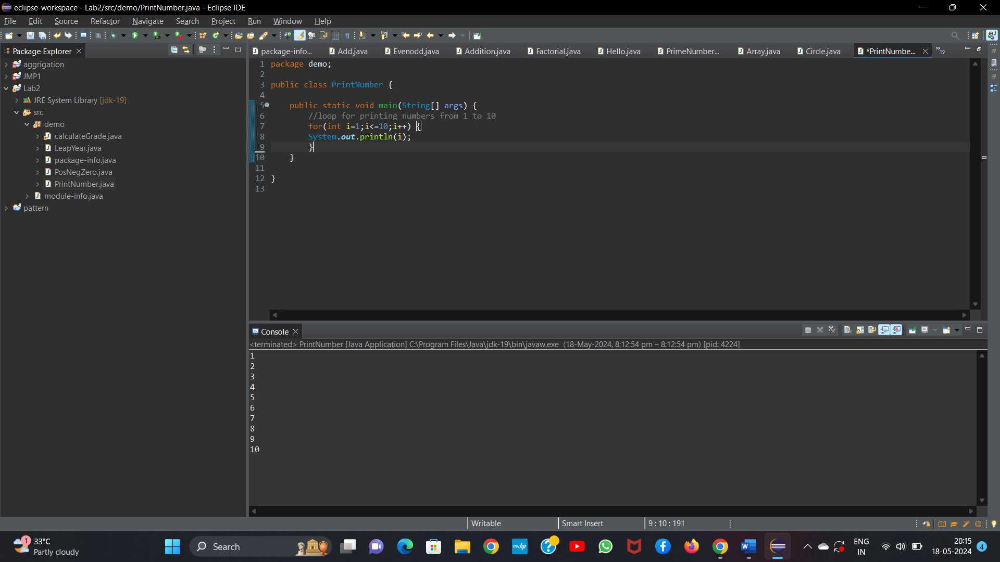 eclipse-workspace - Lab2/src/demo/PrintNumber.java - Eclipse IDE
File Edit Source Refactor Navigate Search Project Run Window Help
Package Explorer
aggrigation
JMP1
Lab2
JRE System Library [jdk-19]
src
demo
calculateGrade.java
LeapYear.java
package-info.java
PosNegZero.java
PrintNumber.java
module-info.java
pattern
package-info... Add.java Evenodd.java Addition.java Factorial.java Hello.java PrimeNumber... Array.java Circle.java *PrintNumbe... »19
1 package demo;
2
3 public class PrintNumber {
4
5 public static void main(String[] args) {
6 //loop for printing numbers from 1 to 10
7 for(int i=1;i<=10;i++) {
8 System.out.println(i);
9 }
10 }
11
12 }
13
Console
<terminated> PrintNumber [Java Application] C:\Program Files\Java\jdk-19\bin\javaw.exe (18-May-2024, 8:12:54 pm – 8:12:54 pm) [pid: 4224]
1
2
3
4
5
6
7
8
9
10
Writable Smart Insert 9 : 10 : 191
1
33°C
Partly cloudy
Search
myhp
ENG
IN
20:15
18-05-2024
4